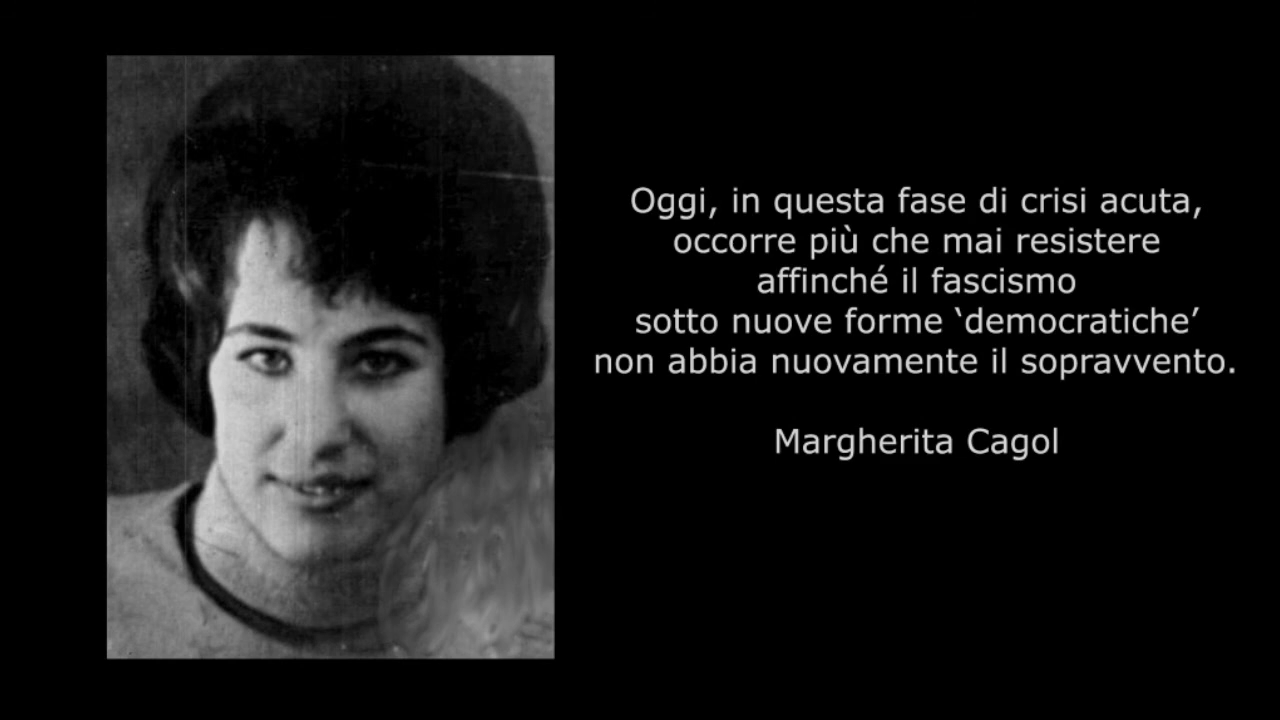 Oggi, in questa fase di crisi acuta,
occorre più che mai resistere
affinché il fascismo
sotto nuove forme ‘democratiche’
non abbia nuovamente il sopravvento.
Margherita Cagol